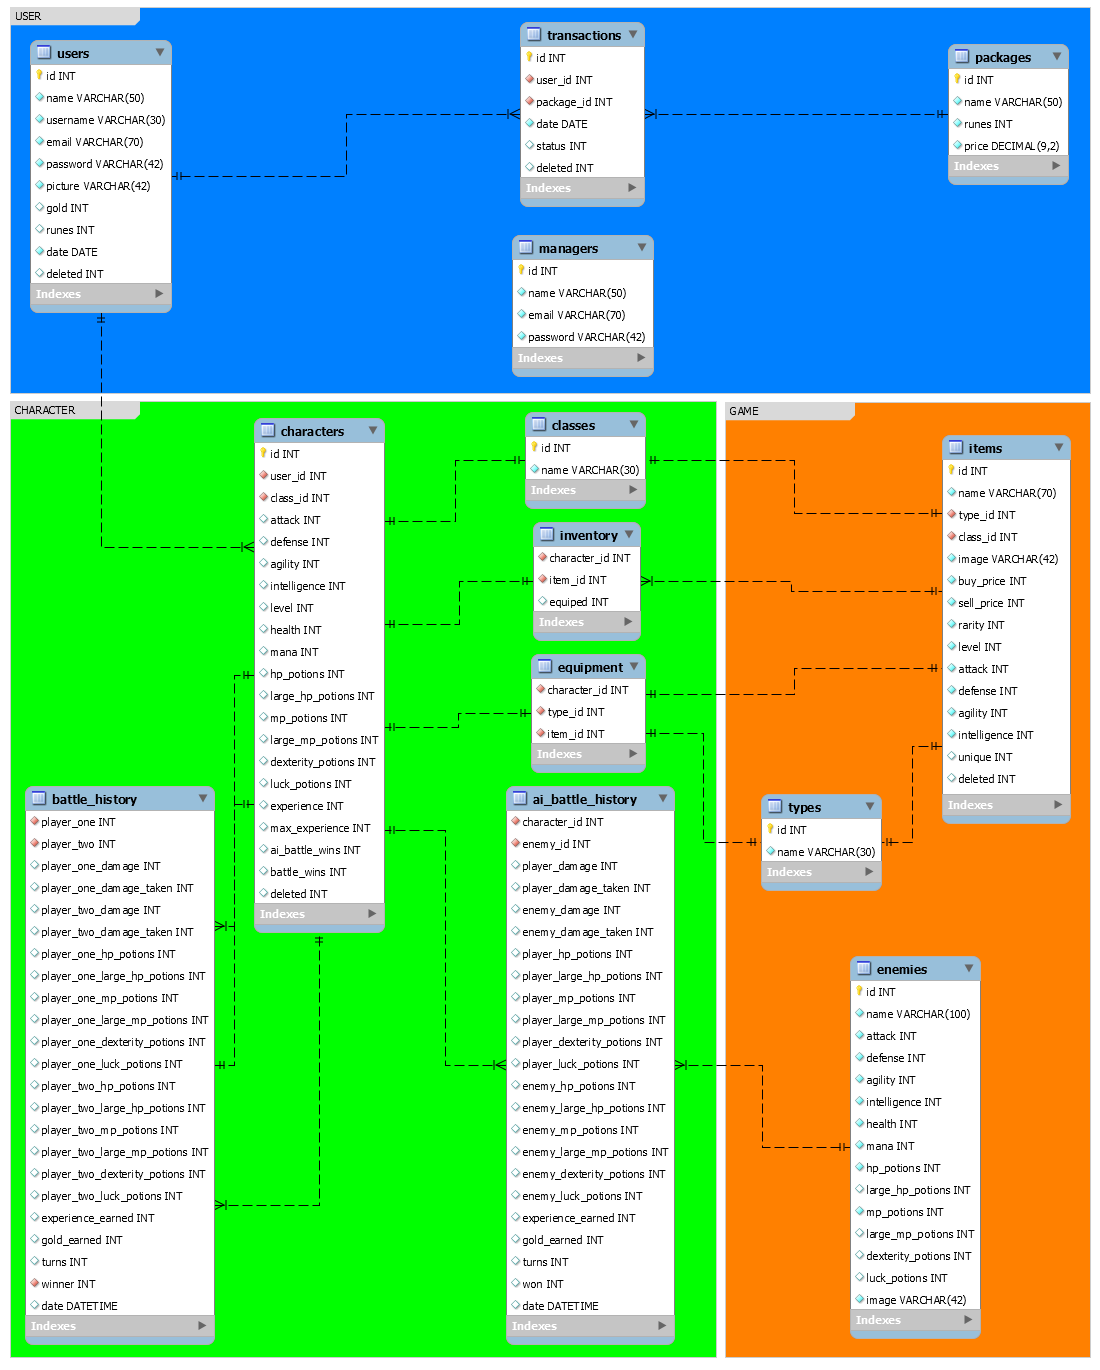 USER
users
id INT
name VARCHAR(50)
username VARCHAR(30)
email VARCHAR(70)
password VARCHAR(42)
picture VARCHAR(42)
gold INT
runes INT
date DATE
deleted INT
Indexes
transactions
id INT
user_id INT
package_id INT
date DATE
status INT
deleted INT
Indexes
packages
id INT
name VARCHAR(50)
runes INT
price DECIMAL(9,2)
Indexes
managers
id INT
name VARCHAR(50)
email VARCHAR(70)
password VARCHAR(42)
Indexes
CHARACTER
characters
id INT
user_id INT
class_id INT
attack INT
defense INT
agility INT
intelligence INT
level INT
health INT
mana INT
hp_potions INT
large_hp_potions INT
mp_potions INT
large_mp_potions INT
dexterity_potions INT
luck_potions INT
experience INT
max_experience INT
ai_battle_wins INT
battle_wins INT
deleted INT
Indexes
classes
id INT
name VARCHAR(30)
Indexes
inventory
character_id INT
item_id INT
equiped INT
Indexes
equipment
character_id INT
type_id INT
item_id INT
Indexes
battle_history
player_one INT
player_two INT
player_one_damage INT
player_one_damage_taken INT
player_two_damage INT
player_two_damage_taken INT
player_one_hp_potions INT
player_one_large_hp_potions INT
player_one_mp_potions INT
player_one_large_mp_potions INT
player_one_dexterity_potions INT
player_one_luck_potions INT
player_two_hp_potions INT
player_two_large_hp_potions INT
player_two_mp_potions INT
player_two_large_mp_potions INT
player_two_dexterity_potions INT
player_two_luck_potions INT
experience_earned INT
gold_earned INT
turns INT
winner INT
date DATETIME
Indexes
ai_battle_history
character_id INT
enemy_id INT
player_damage INT
player_damage_taken INT
enemy_damage INT
enemy_damage_taken INT
player_hp_potions INT
player_large_hp_potions INT
player_mp_potions INT
player_large_mp_potions INT
player_dexterity_potions INT
player_luck_potions INT
enemy_hp_potions INT
enemy_large_hp_potions INT
enemy_mp_potions INT
enemy_large_mp_potions INT
enemy_dexterity_potions INT
enemy_luck_potions INT
experience_earned INT
gold_earned INT
turns INT
won INT
date DATETIME
Indexes
GAME
items
id INT
name VARCHAR(70)
type_id INT
class_id INT
image VARCHAR(42)
buy_price INT
sell_price INT
rarity INT
level INT
attack INT
defense INT
agility INT
intelligence INT
unique INT
deleted INT
Indexes
types
id INT
name VARCHAR(30)
Indexes
enemies
id INT
name VARCHAR(100)
attack INT
defense INT
agility INT
intelligence INT
health INT
mana INT
hp_potions INT
large_hp_potions INT
mp_potions INT
large_mp_potions INT
dexterity_potions INT
luck_potions INT
image VARCHAR(42)
Indexes